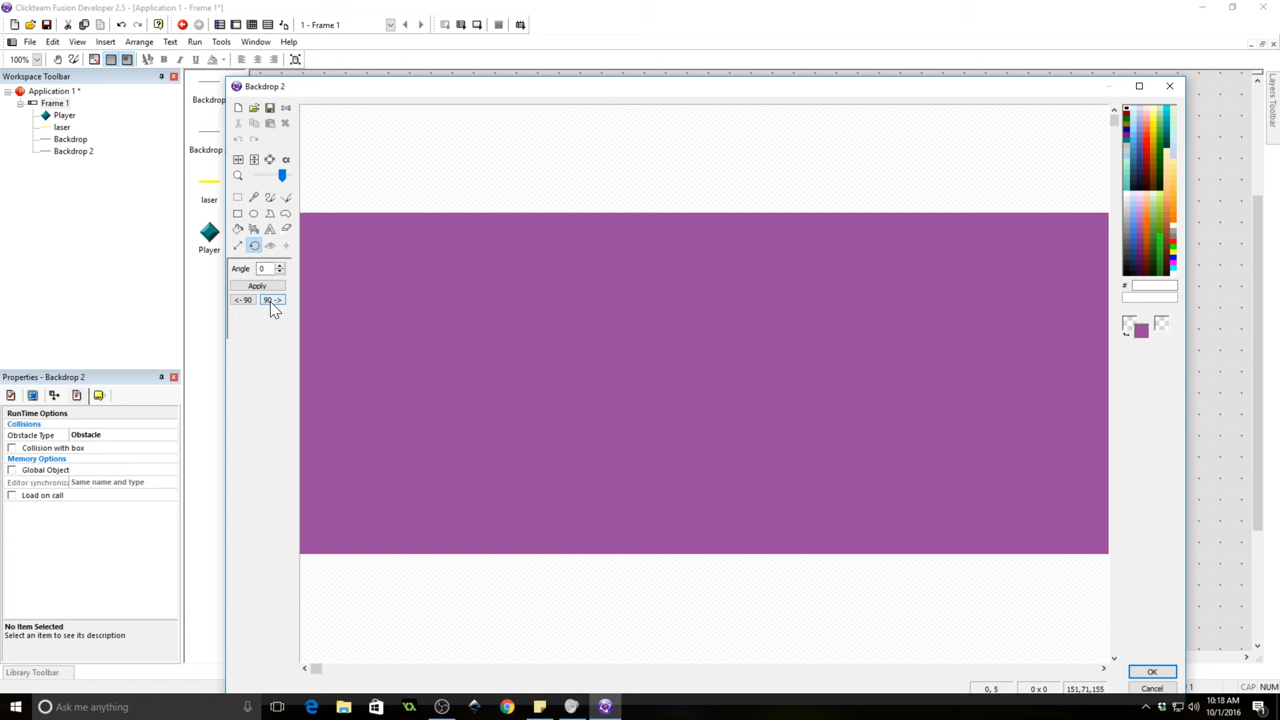 Clickteam Fusion Developer 2.5 - [Application 1 - Frame 1*]
1 - Frame 1
File Edit View Insert Arrange Text Run Tools Window Help
100%
Workspace Toolbar
Application 1 *
Frame 1
Player
laser
Backdrop
Backdrop 2
Backdrop
Backdrop
laser
Player
Backdrop 2
Angle 0
Apply
<- 90 90 ->
#
Layers Toolbar
Properties - Backdrop 2
RunTime Options
Collisions
Obstacle Type Obstacle
Collision with box
Memory Options
Global Object
Editor synchroniz Same name and type
Load on call
No Item Selected
Select an item to see its description
Library Toolbar
OK
Cancel
0, 5 0 x 0 151,71,155
1 CAP NUM
Ask me anything
10:18 AM
10/1/2016